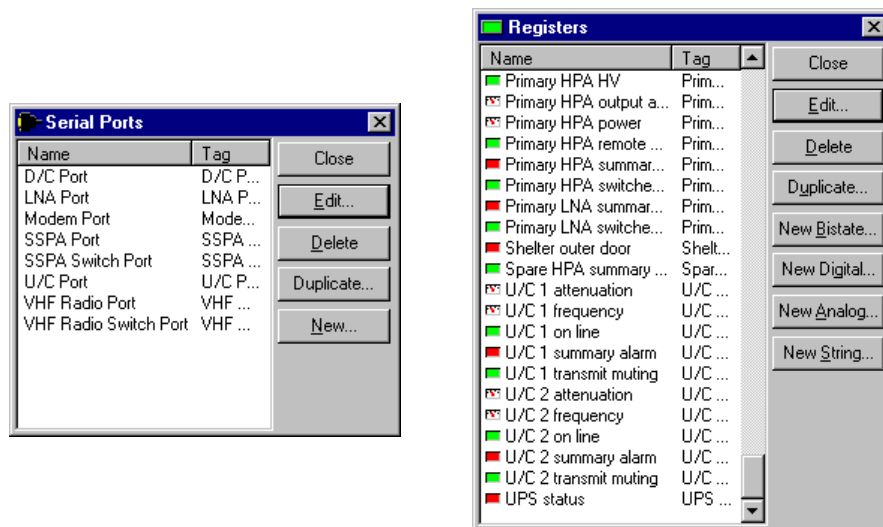 Serial Ports
Name Tag
D/C Port D/C P...
LNA Port LNA P...
Modem Port Mode...
SSPA Port SSPA ...
SSPA Switch Port SSPA ...
U/C Port U/C P...
VHF Radio Port VHF ...
VHF Radio Switch Port VHF ...
Close
Edit...
Delete
Duplicate...
New...
Registers
Name Tag
Primary HPA HV Prim...
Primary HPA output a... Prim...
Primary HPA power Prim...
Primary HPA remote ... Prim...
Primary HPA summar... Prim...
Primary HPA switche... Prim...
Primary LNA summar... Prim...
Primary LNA switche... Prim...
Shelter outer door Shelt...
Spare HPA summary ... Spar...
U/C 1 attenuation U/C ...
U/C 1 frequency U/C ...
U/C 1 on line U/C ...
U/C 1 summary alarm U/C ...
U/C 1 transmit muting U/C ...
U/C 2 attenuation U/C ...
U/C 2 frequency U/C ...
U/C 2 on line U/C ...
U/C 2 summary alarm U/C ...
U/C 2 transmit muting U/C ...
UPS status UPS ...
Close
Edit...
Delete
Duplicate...
New Bistate...
New Digital...
New Analog...
New String...